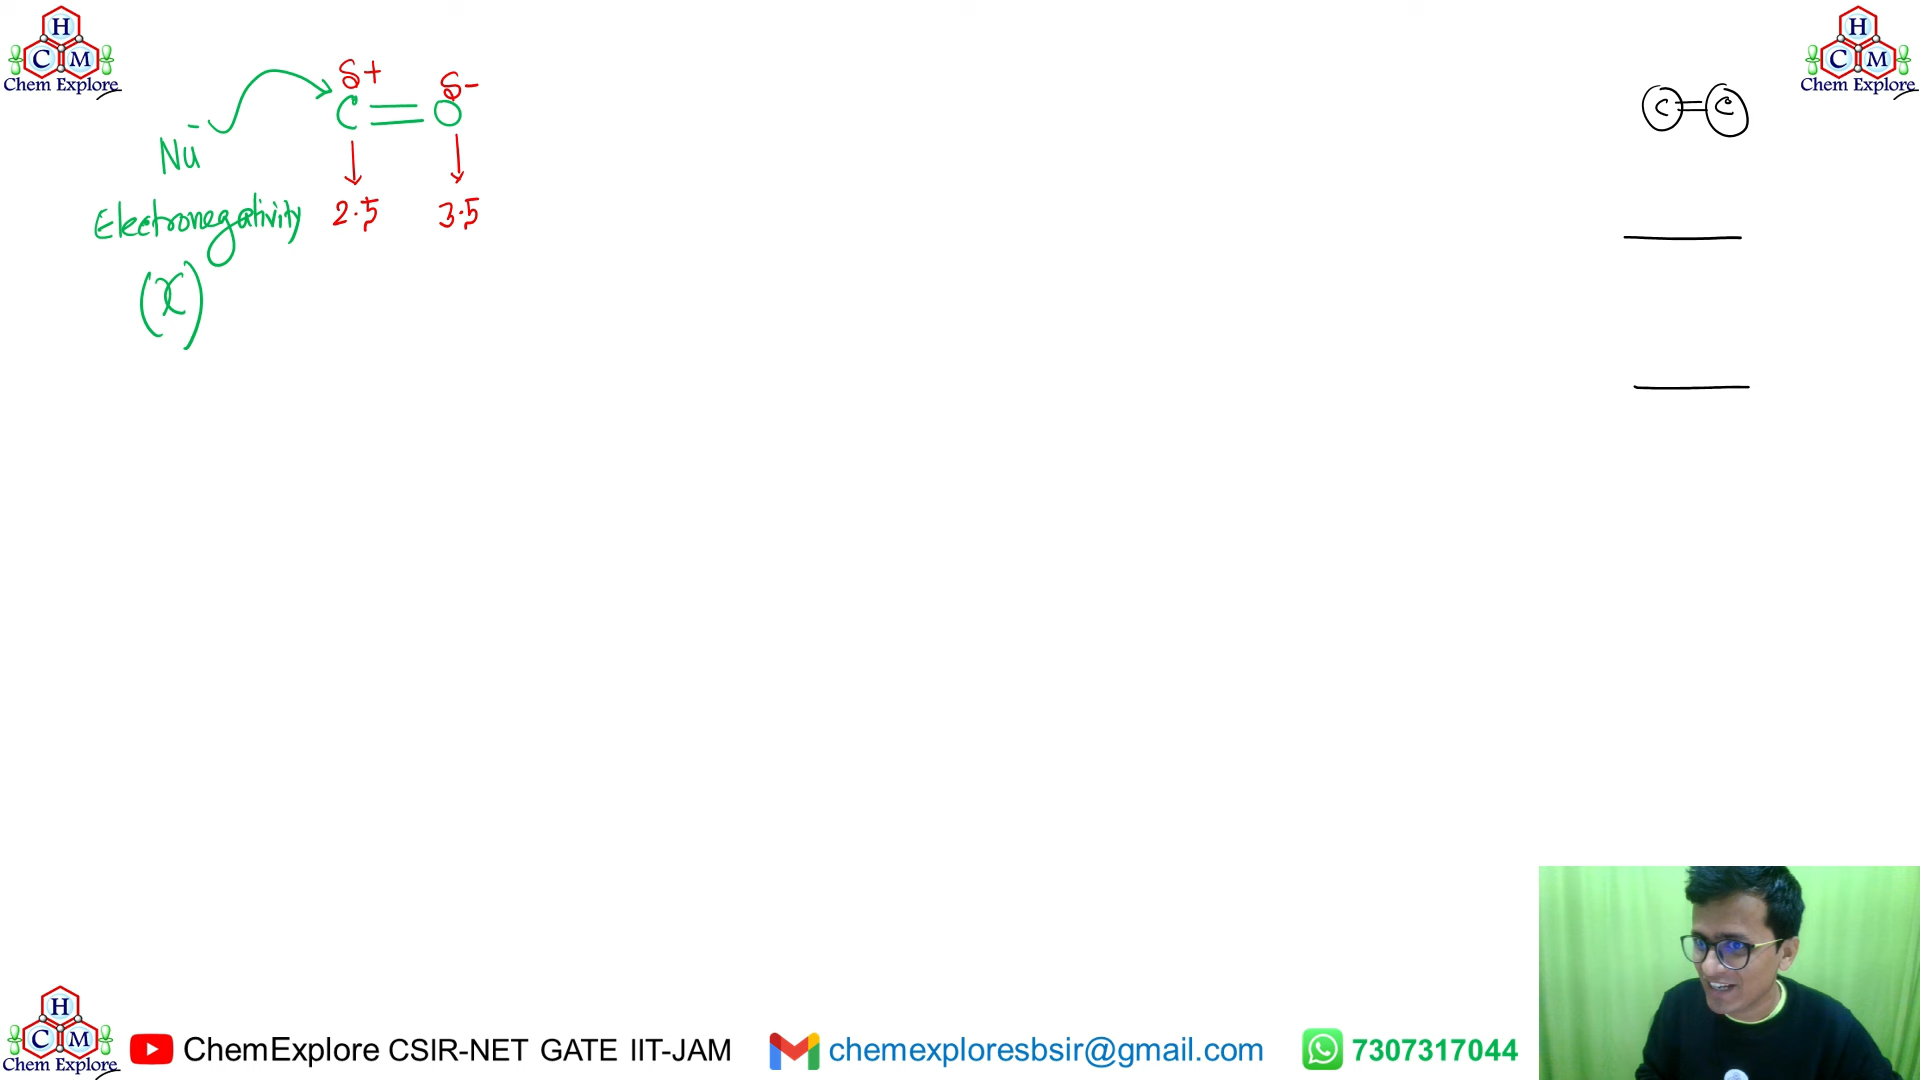 H
C M
Chem Explore
H
C M
Chem Explore
δ+ δ-
C = O
Nu-
Electronegativity 2.5 3.5
(χ)
C=C
H
C M
Chem Explore
ChemExplore CSIR-NET GATE IIT-JAM
chemexploresbsir@gmail.com
7307317044